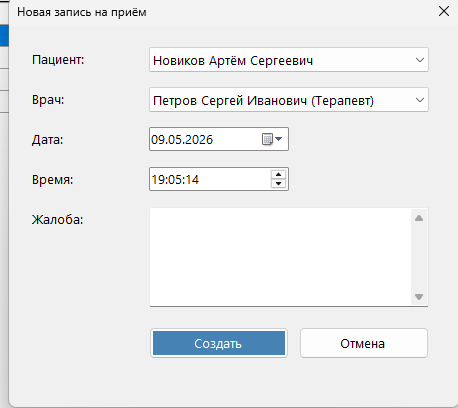 Новая запись на приём
Пациент: Новиков Артём Сергеевич
Врач: Петров Сергей Иванович (Терапевт)
Дата: 09.05.2026
Время: 19:05:14
Жалоба:
Создать Отмена